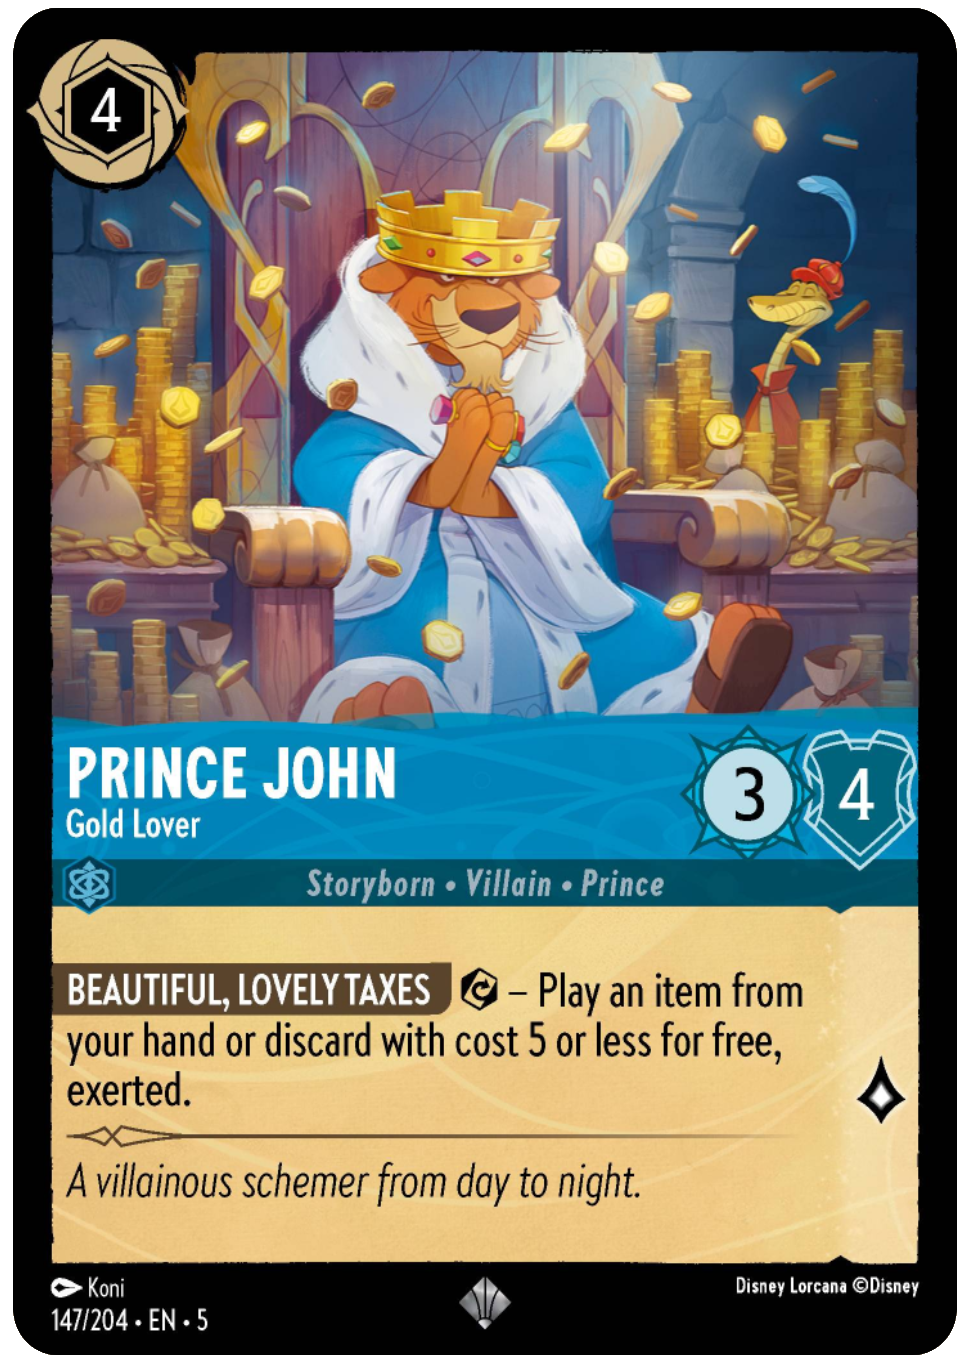 4
PRINCE JOHN
Gold Lover
3
4
Storyborn • Villain • Prince
BEAUTIFUL, LOVELY TAXES – Play an item from
your hand or discard with cost 5 or less for free,
exerted.
A villainous schemer from day to night.
Koni
Disney Lorcana ©Disney
147/204 • EN • 5